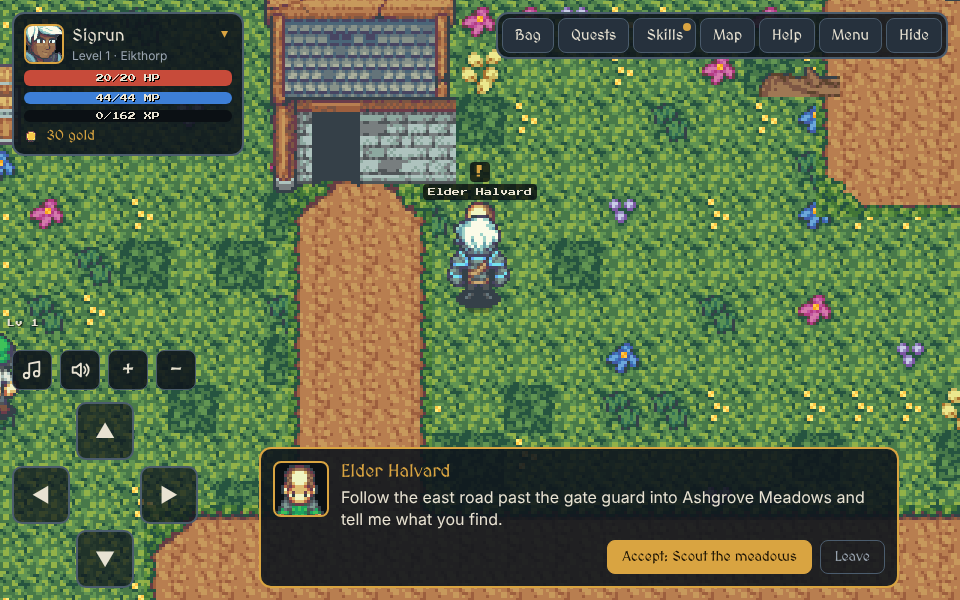 Sigrun
Level 1 · Eikthorp
20/20 HP
44/44 MP
0/162 XP
30 gold
Bag
Quests
Skills
Map
Help
Menu
Hide
!
Elder Halvard
Lv 1
+
-
Elder Halvard
Follow the east road past the gate guard into Ashgrove Meadows and
tell me what you find.
Accept: Scout the meadows
Leave